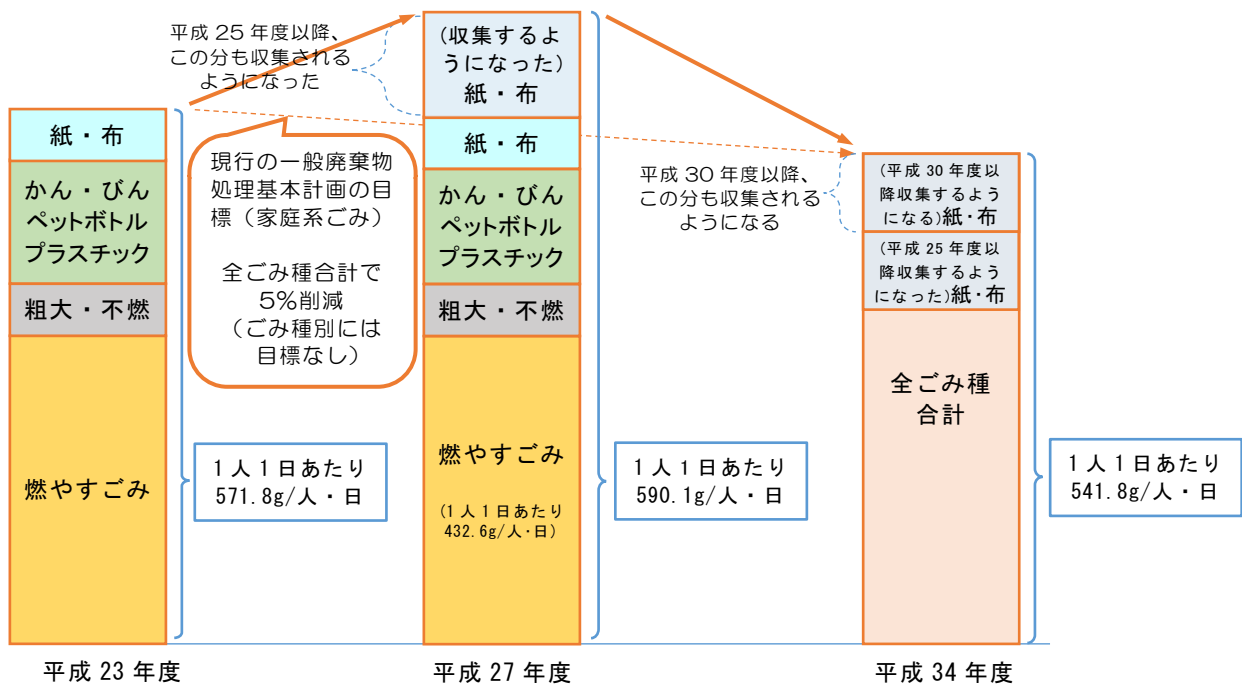 平成 25 年度以降、
この分も収集される
ようになった
紙・布
かん・びん
ペットボトル
プラスチック
粗大・不燃
燃やすごみ
1人1日あたり
571.8g/人・日
平成 23 年度
現行の一般廃棄物
処理基本計画の目
標（家庭系ごみ）
全ごみ種合計で
5%削減
（ごみ種別には
目標なし）
(収集するよ
うになった)
紙・布
紙・布
かん・びん
ペットボトル
プラスチック
粗大・不燃
燃やすごみ
(1人1日あたり
432.6g/人・日)
1人1日あたり
590.1g/人・日
平成 27 年度
平成 30 年度以降、
この分も収集される
ようになる
(平成 30 年度以
降収集するよう
になる)紙・布
(平成 25 年度以
降収集するよう
になった)紙・布
全ごみ種
合計
1人1日あたり
541.8g/人・日
平成 34 年度